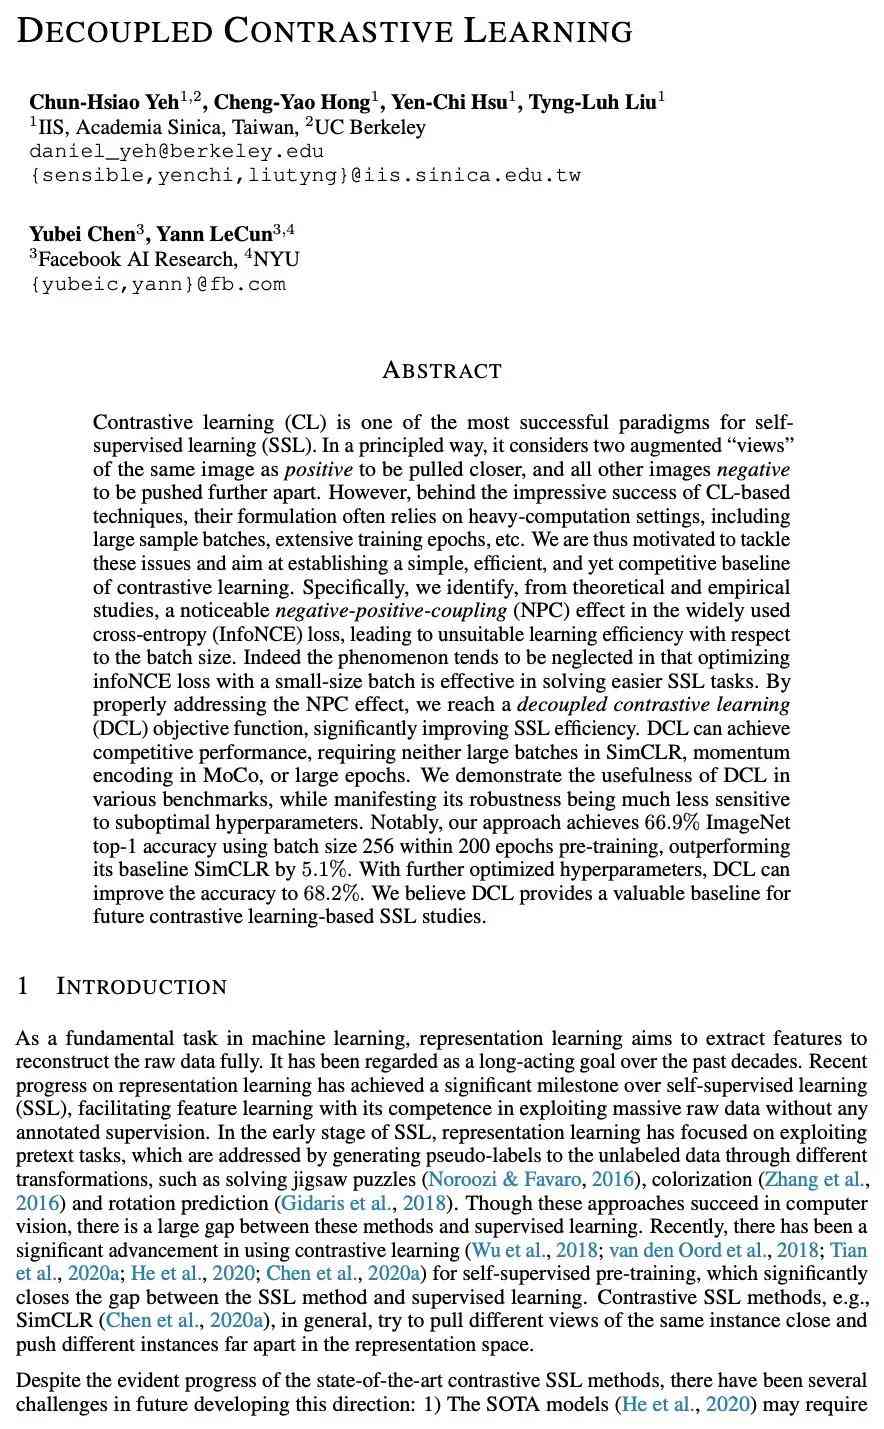 DECOUPLED CONTRASTIVE LEARNING
Chun-Hsiao Yeh1,2, Cheng-Yao Hong1, Yen-Chi Hsu1, Tyng-Luh Liu1
1IIS, Academia Sinica, Taiwan, 2UC Berkeley
daniel_yeh@berkeley.edu
{sensible,yenchi,liutyng}@iis.sinica.edu.tw
Yubei Chen3, Yann LeCun3,4
3Facebook AI Research, 4NYU
{yubeic,yann}@fb.com
ABSTRACT
Contrastive learning (CL) is one of the most successful paradigms for self-
supervised learning (SSL). In a principled way, it considers two augmented “views”
of the same image as positive to be pulled closer, and all other images negative
to be pushed further apart. However, behind the impressive success of CL-based
techniques, their formulation often relies on heavy-computation settings, including
large sample batches, extensive training epochs, etc. We are thus motivated to tackle
these issues and aim at establishing a simple, efficient, and yet competitive baseline
of contrastive learning. Specifically, we identify, from theoretical and empirical
studies, a noticeable negative-positive-coupling (NPC) effect in the widely used
cross-entropy (InfoNCE) loss, leading to unsuitable learning efficiency with respect
to the batch size. Indeed the phenomenon tends to be neglected in that optimizing
infoNCE loss with a small-size batch is effective in solving easier SSL tasks. By
properly addressing the NPC effect, we reach a decoupled contrastive learning
(DCL) objective function, significantly improving SSL efficiency. DCL can achieve
competitive performance, requiring neither large batches in SimCLR, momentum
encoding in MoCo, or large epochs. We demonstrate the usefulness of DCL in
various benchmarks, while manifesting its robustness being much less sensitive
to suboptimal hyperparameters. Notably, our approach achieves 66.9% ImageNet
top-1 accuracy using batch size 256 within 200 epochs pre-training, outperforming
its baseline SimCLR by 5.1%. With further optimized hyperparameters, DCL can
improve the accuracy to 68.2%. We believe DCL provides a valuable baseline for
future contrastive learning-based SSL studies.
1 INTRODUCTION
As a fundamental task in machine learning, representation learning aims to extract features to
reconstruct the raw data fully. It has been regarded as a long-acting goal over the past decades. Recent
progress on representation learning has achieved a significant milestone over self-supervised learning
(SSL), facilitating feature learning with its competence in exploiting massive raw data without any
annotated supervision. In the early stage of SSL, representation learning has focused on exploiting
pretext tasks, which are addressed by generating pseudo-labels to the unlabeled data through different
transformations, such as solving jigsaw puzzles (Noroozi & Favaro, 2016), colorization (Zhang et al.,
2016) and rotation prediction (Gidaris et al., 2018). Though these approaches succeed in computer
vision, there is a large gap between these methods and supervised learning. Recently, there has been a
significant advancement in using contrastive learning (Wu et al., 2018; van den Oord et al., 2018; Tian
et al., 2020a; He et al., 2020; Chen et al., 2020a) for self-supervised pre-training, which significantly
closes the gap between the SSL method and supervised learning. Contrastive SSL methods, e.g.,
SimCLR (Chen et al., 2020a), in general, try to pull different views of the same instance close and
push different instances far apart in the representation space.
Despite the evident progress of the state-of-the-art contrastive SSL methods, there have been several
challenges in future developing this direction: 1) The SOTA models (He et al., 2020) may require